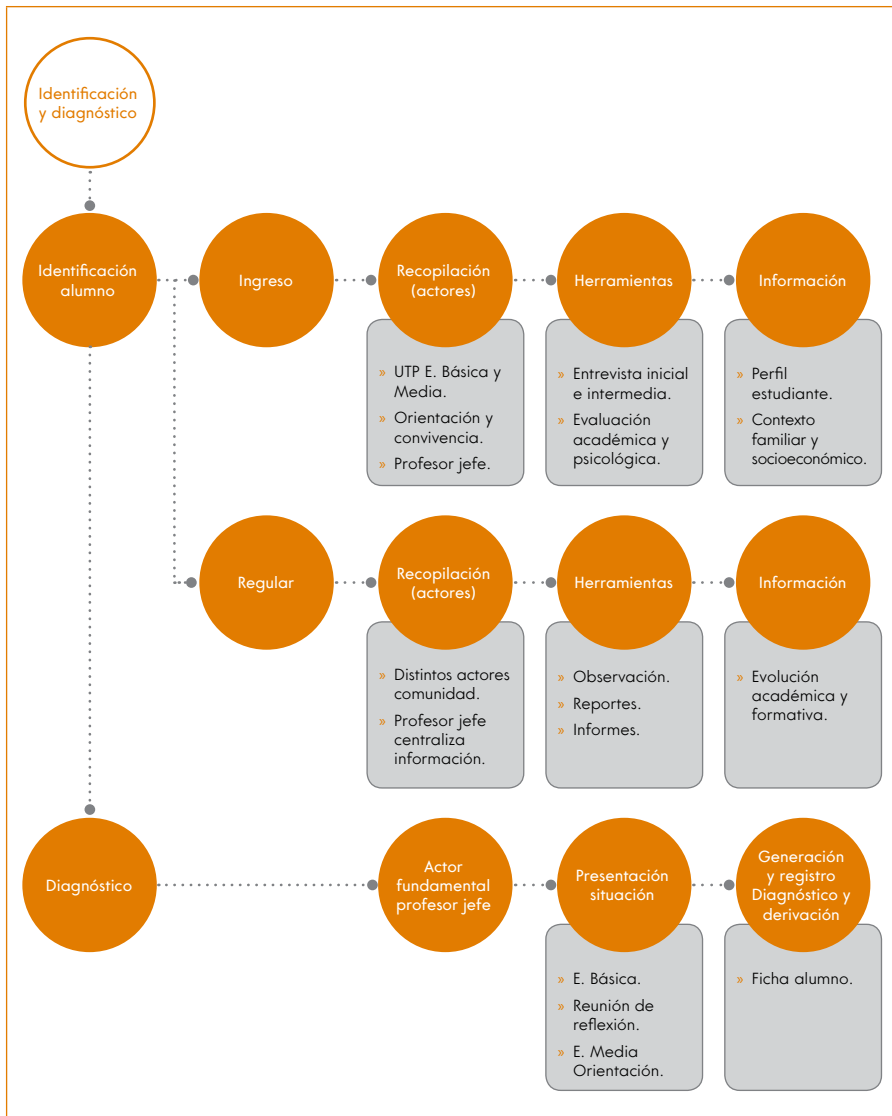 Identificación
y diagnóstico
Identificación
alumno
Ingreso
Recopilación
(actores)
» UTP E. Básica y
Media.
» Orientación y
convivencia.
» Profesor jefe.
Herramientas
» Entrevista inicial
e intermedia.
» Evaluación
académica y
psicológica.
Información
» Perfil
estudiante.
» Contexto
familiar y
socioeconómico.
Regular
Recopilación
(actores)
» Distintos actores
comunidad.
» Profesor jefe
centraliza
información.
Herramientas
» Observación.
» Reportes.
» Informes.
Información
» Evolución
académica y
formativa.
Diagnóstico
Actor
fundamental
profesor jefe
Presentación
situación
» E. Básica.
» Reunión de
reflexión.
» E. Media
Orientación.
Generación
y registro
Diagnóstico y
derivación
» Ficha alumno.